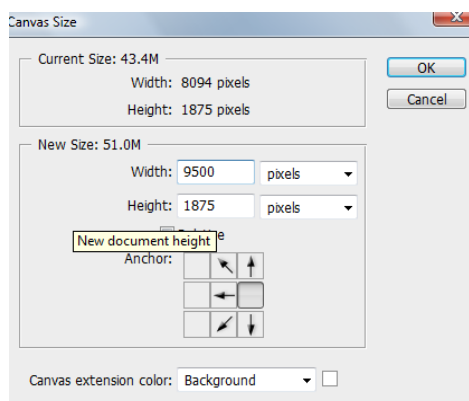 Canvas Size
Current Size: 43.4M
Width: 8094 pixels
Height: 1875 pixels
OK
Cancel
New Size: 51.0M
Width: 9500 pixels
Height: 1875 pixels
New document height
Anchor:
Canvas extension color: Background